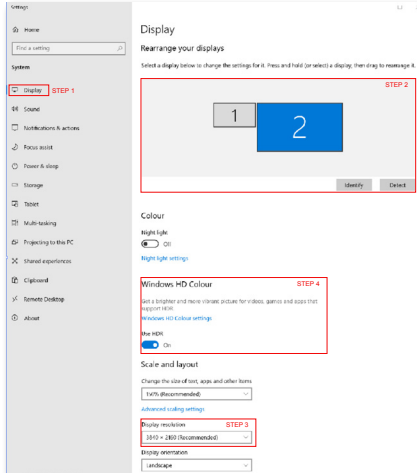 Settings
Home
Find a setting
System
Display STEP 1
Sound
Notifications & actions
Focus assist
Power & sleep
Storage
Tablet
Multi-tasking
Projecting to this PC
Shared experiences
Clipboard
Remote Desktop
About
Display
Rearrange your displays
Select a display below to change the settings for it. Press and hold (or select) a display, then drag to rearrange it.
STEP 2
1
2
Identify Detect
Colour
Night light
Off
Night light settings
Windows HD Colour STEP 4
Get a brighter and more vibrant picture for videos, games and apps that
support HDR.
Windows HD Colour settings
Use HDR
On
Scale and layout
Change the size of text, apps and other items
150% (Recommended)
Advanced scaling settings
Display resolution STEP 3
3840 × 2160 (Recommended)
Display orientation
Landscape